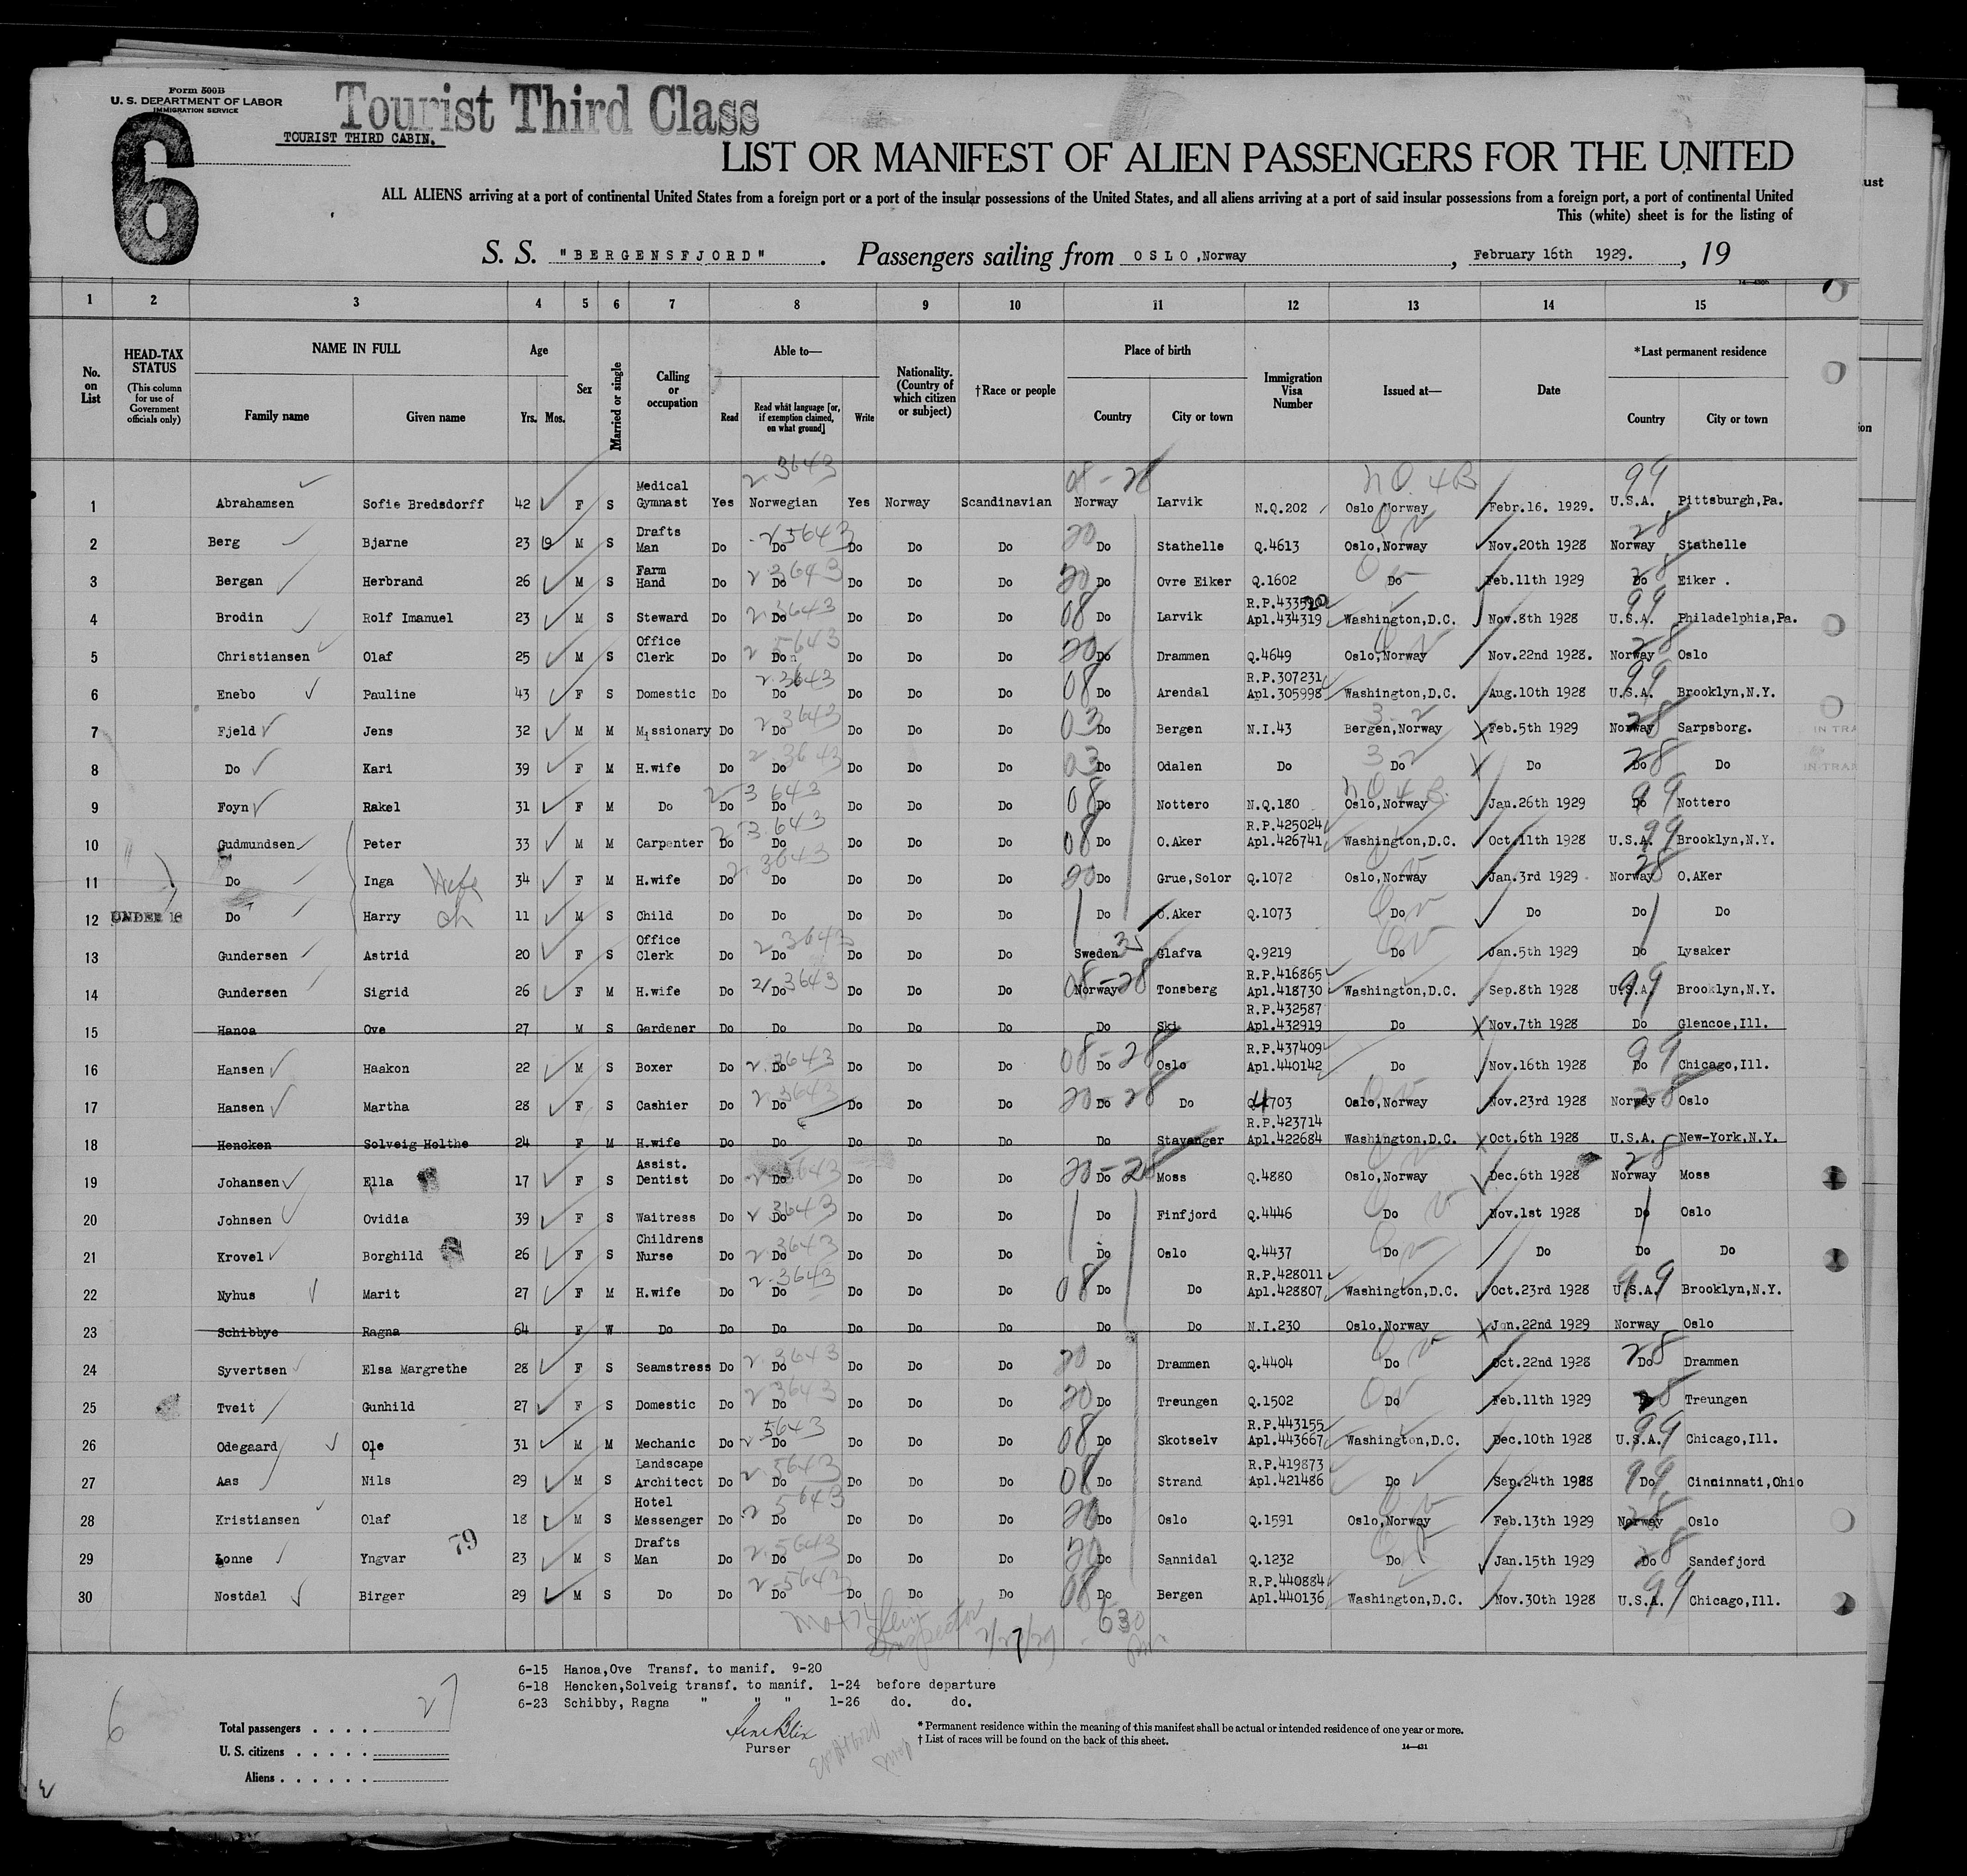 Form 500B
U. S. DEPARTMENT OF LABOR
IMMIGRATION SERVICE
Tourist Third Class
TOURIST THIRD CABIN.
6
LIST OR MANIFEST OF ALIEN PASSENGERS FOR THE UNITED
ALL ALIENS arriving at a port of continental United States from a foreign port or a port of the insular possessions of the United States, and all aliens arriving at a port of said insular possessions from a foreign port, a port of continental United
This (white) sheet is for the listing of
S. S. "BERGENSFJORD". Passengers sailing from OSLO, Norway, February 16th 1929., 19
1 2 3 4 5 6 7 8 9 10 11 12 13 14 15
No. on List HEAD-TAX STATUS (This column for use of Government officials only) NAME IN FULL Family name Given name Age Yrs. Mos. Sex Married or single Calling or occupation Able to— Read Read what language [or, if exemption claimed, on what ground] Write Nationality. (Country of which citizen or subject) †Race or people Place of birth Country City or town Immigration Visa Number Issued at— Date *Last permanent residence Country City or town
1 Abrahamsen Sofie Bredsdorff 42 F S Medical Gymnast Yes Norwegian Yes Norway Scandinavian Norway Larvik N.Q.202 Oslo Norway Febr.16. 1929. U.S.A. Pittsburgh,Pa.
2 Berg Bjarne 23 9 M S Drafts Man Do Do Do Do Do Do Stathelle Q.4613 Oslo,Norway Nov.20th 1928 Norway Stathelle
3 Bergan Herbrand 26 M S Farm Hand Do Do Do Do Do Do Ovre Eiker Q.1602 Do Feb.11th 1929 Do Eiker .
4 Brodin Rolf Imanuel 23 M S Steward Do Do Do Do Do Do Larvik Apl.434319 Washington,D.C. Nov.8th 1928 U.S.A. Philadelphia,Pa.
5 Christiansen Olaf 25 M S Office Clerk Do Do Do Do Do Do Drammen Q.4649 Oslo,Norway Nov.22nd 1928. Norway Oslo
6 Enebo Pauline 43 F S Domestic Do Do Do Do Do Do Arendal R.P.307231 Apl.305998 Washington,D.C. Aug.10th 1928 U.S.A. Brooklyn,N.Y.
7 Fjeld Jens 32 M M Missionary Do Do Do Do Do Do Bergen N.I.43 Bergen,Norway Feb.5th 1929 Norway Sarpsborg.
8 Do Kari 39 F M H.wife Do Do Do Do Do Do Odalen Do Do Do Do Do
9 Foyn Rakel 31 F M Do Do Do Do Do Do Do Nottero N.Q.180 Oslo,Norway Jan.26th 1929 Do Nottero
10 Gudmundsen Peter 33 M M Carpenter Do Do Do Do Do Do O.Aker R.P.425024 Apl.426741 Washington,D.C. Oct.11th 1928 U.S.A. Brooklyn,N.Y.
11 Do Inga Wife 34 F M H.wife Do Do Do Do Do Do Grue,Solor Q.1072 Oslo,Norway Jan.3rd 1929 Norway O.AKer
12 UNDER 16 Do Harry ch 11 M S Child Do Do Do Do Do Do O.Aker Q.1073 Do Do Do Do
13 Gundersen Astrid 20 F S Office Clerk Do Do Do Do Do Sweden Glafva Q.9219 Do Jan.5th 1929 Do Lysaker
14 Gundersen Sigrid 26 F M H.wife Do Do Do Do Do Norway Tonsberg R.P.416865 Apl.418730 Washington,D.C. Sep.8th 1928 U.S.A. Brooklyn,N.Y.
15 Hanoa Ove 27 M S Gardener Do Do Do Do Do Do Ski R.P.432587 Apl.432919 Do Nov.7th 1928 Do Glencoe,Ill.
16 Hansen Haakon 22 M S Boxer Do Do Do Do Do Do Oslo R.P.437409 Apl.440142 Do Nov.16th 1928 Do Chicago,Ill.
17 Hansen Martha 28 F S Cashier Do Do Do Do Do Do Do Q.4703 Oslo,Norway Nov.23rd 1928 Norway Oslo
18 Hencken Solveig Holthe 24 F M H.wife Do Do Do Do Do Do Stavanger R.P.423714 Apl.422684 Washington,D.C. Oct.6th 1928 U.S.A. New-York,N.Y.
19 Johansen Ella 17 F S Assist. Dentist Do Do Do Do Do Do Moss Q.4880 Oslo,Norway Dec.6th 1928 Norway Moss
20 Johnsen Ovidia 39 F S Waitress Do Do Do Do Do Do Finfjord Q.4446 Do Nov.1st 1928 Do Oslo
21 Krovel Borghild 26 F S Childrens Nurse Do Do Do Do Do Do Oslo Q.4437 Do Do Do Do
22 Nyhus Marit 27 F M H.wife Do Do Do Do Do Do Do R.P.428011 Apl.428807 Washington,D.C. Oct.23rd 1928 U.S.A. Brooklyn,N.Y.
23 Schibbye Ragna 64 F W Do Do Do Do Do Do Do Do N.I.230 Oslo,Norway Jan.22nd 1929 Norway Oslo
24 Syvertsen Elsa Margrethe 28 F S Seamstress Do Do Do Do Do Do Drammen Q.4404 Do Oct.22nd 1928 Do Drammen
25 Tveit Gunhild 27 F S Domestic Do Do Do Do Do Do Treungen Q.1502 Do Feb.11th 1929 Treungen
26 Odegaard Ole 31 M M Mechanic Do Do Do Do Do Do Skotselv R.P.443155 Apl.443667 Washington,D.C. Dec.10th 1928 U.S.A. Chicago,Ill.
27 Aas Nils 29 M S Landscape Architect Do Do Do Do Do Do Strand R.P.419873 Apl.421486 Do Sep.24th 1928 Do Cincinnati,Ohio
28 Kristiansen Olaf 18 M S Hotel Messenger Do Do Do Do Do Do Oslo Q.1591 Oslo,Norway Feb.13th 1929 Norway Oslo
29 Lonne Yngvar 79 23 M S Drafts Man Do Do Do Do Do Do Sannidal Q.1232 Do Jan.15th 1929 Do Sandefjord
30 Nostdal Birger 29 M S Do Do Do Do Do Do Do Bergen R.P.440884 Apl.440136 Washington,D.C. Nov.30th 1928 U.S.A. Chicago,Ill.
Inspector 2/27/29 630
6-15 Hanoa,Ove Transf. to manif. 9-20
6-18 Hencken,Solveig transf. to manif. 1-24 before departure
6-23 Schibby, Ragna " " " 1-26 do. do.
6
27
Total passengers . . . .
U. S. citizens . . . . .
Aliens . . . . . .
Purser
* Permanent residence within the meaning of this manifest shall be actual or intended residence of one year or more.
† List of races will be found on the back of this sheet.
14—431